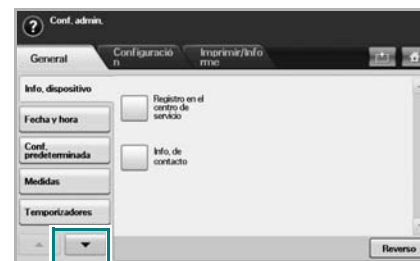 Conf. admin.
General
Configuració
n
Imprimir/Info
rme
Info, dispositivo
Fecha y hora
Conf.
predeterminada
Medidas
Temporizadores
Registro en el
centro de
servicio
Info, de
contacto
Reverso